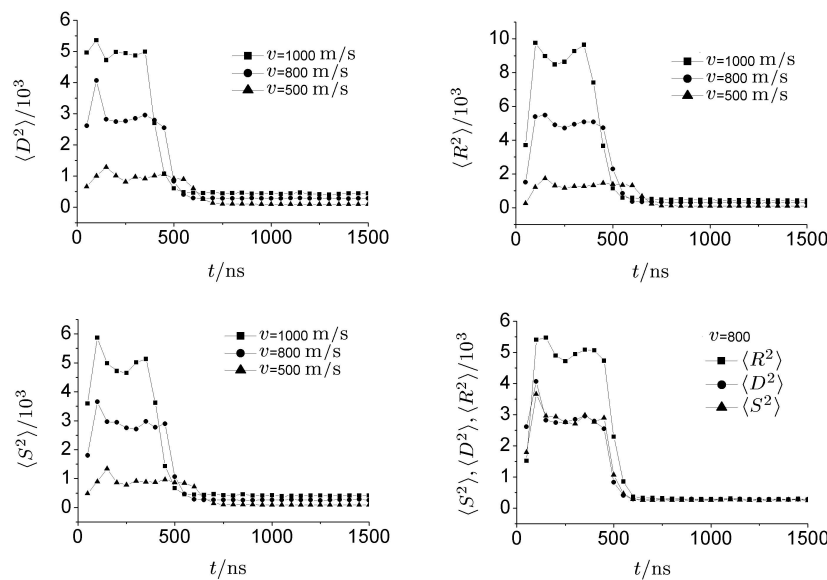 ⟨D²⟩/10³
6
5
4
3
2
1
0
v=1000 m/s
v=800 m/s
v=500 m/s
0 500 1000 1500
t/ns
⟨R²⟩/10³
10
8
6
4
2
0
v=1000 m/s
v=800 m/s
v=500 m/s
0 500 1000 1500
t/ns
⟨S²⟩/10³
6
5
4
3
2
1
0
v=1000 m/s
v=800 m/s
v=500 m/s
0 500 1000 1500
t/ns
⟨S²⟩, ⟨D²⟩, ⟨R²⟩/10³
6
5
4
3
2
1
0
v=800
⟨R²⟩
⟨D²⟩
⟨S²⟩
0 500 1000 1500
t/ns